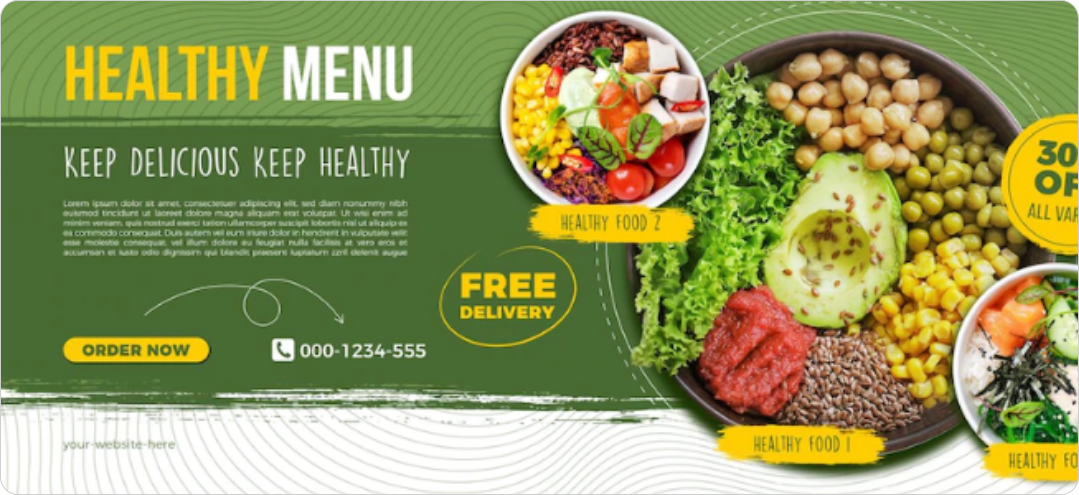 HEALTHY MENU
KEEP DELICIOUS KEEP HEALTHY
Lorem ipsum dolor sit amet, consectetuer adipiscing elit, sed diam nonummy nibh
euismod tincidunt ut laoreet dolore magna aliquam erat volutpat. Ut wisi enim ad
minim veniam, quis nostrud exerci tation ullamcorper suscipit lobortis nisl ut aliquip ex
ea commodo consequat. Duis autem vel eum iriure dolor in hendrerit in vulputate velit
esse molestie consequat, vel illum dolore eu feugiat nulla facilisis at vero eros et
accumsan et iusto odio dignissim qui blandit praesent luptatum zzril delenit augue
FREE
DELIVERY
ORDER NOW
000-1234-555
your-website-here
HEALTHY FOOD 2
HEALTHY FOOD 1
30
OF
ALL VAR
HEALTHY FO